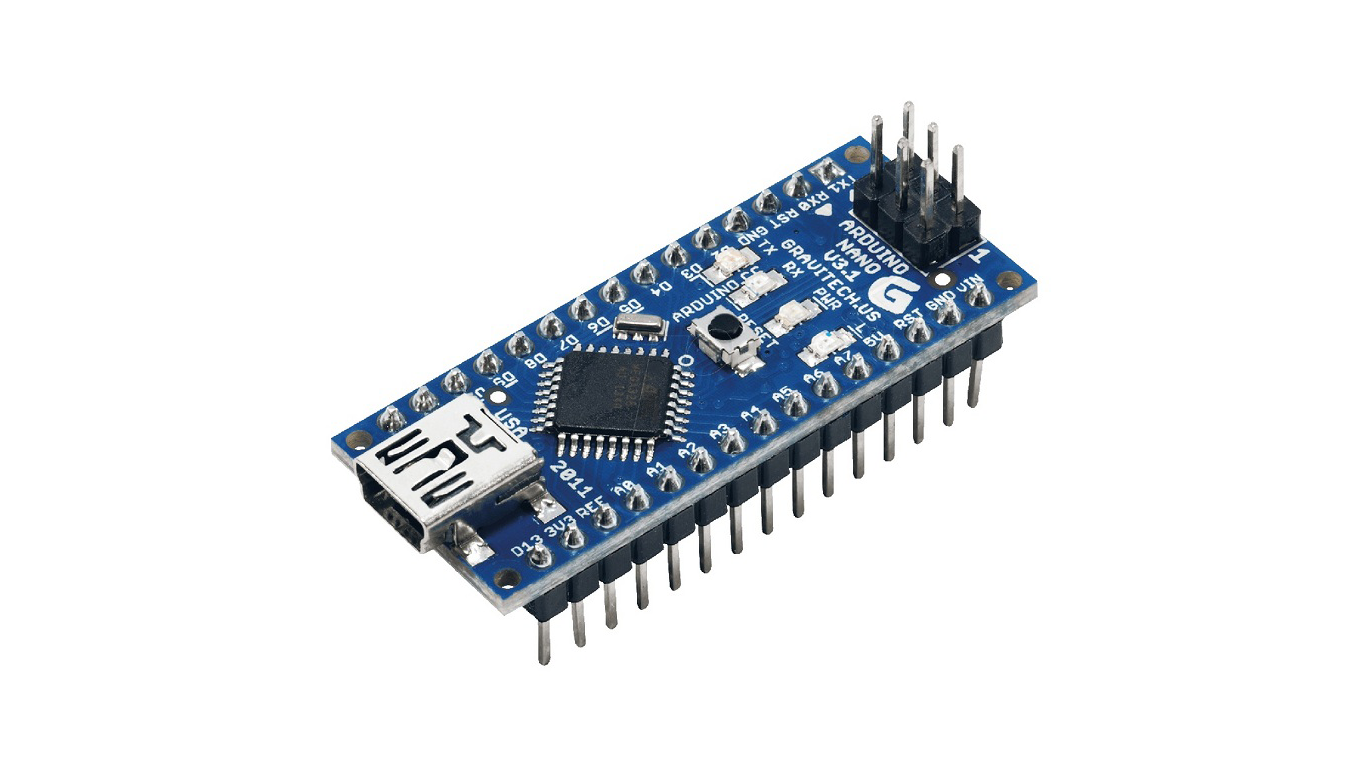 TX1
RX0
RST
GND
D2
D3
D4
D5
D6
D7
D8
D9
TX
RX
PWR
L
ARDUINO.CC
RESET
ARDUINO
NANO
V3.1
GRAVITECH.US
G
1
VIN
GND
RST
5V
A7
A6
A5
A4
A3
A2
A1
A0
REF
3V3
D13
USA
2011